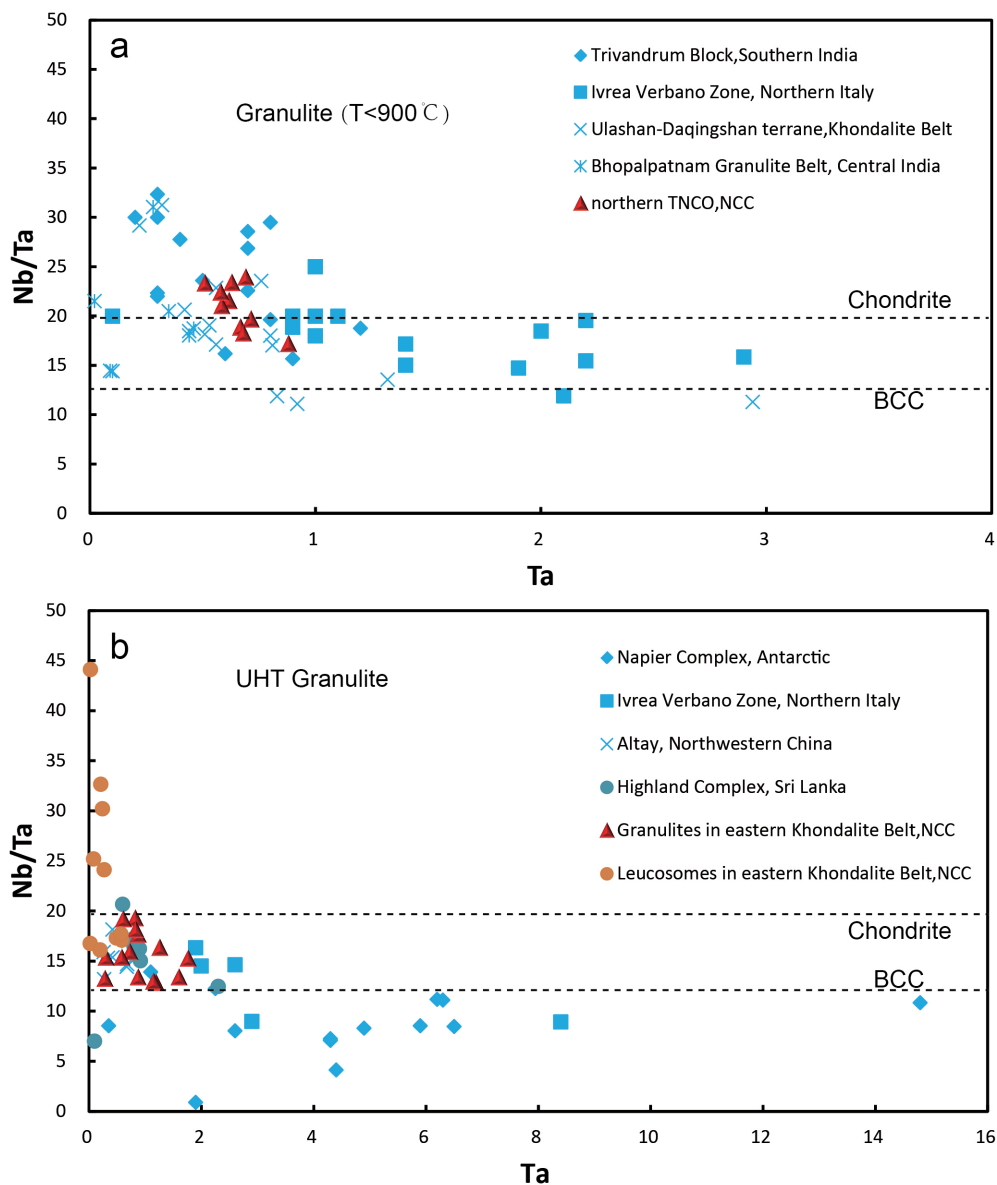 a
Granulite (T<900℃)
Trivandrum Block,Southern India
Ivrea Verbano Zone, Northern Italy
Ulashan-Daqingshan terrane,Khondalite Belt
Bhopalpatnam Granulite Belt, Central India
northern TNCO,NCC
50
45
40
35
30
25
20
15
10
5
0
Nb/Ta
Chondrite
BCC
0 1 2 3 4
Ta
b
UHT Granulite
Napier Complex, Antarctic
Ivrea Verbano Zone, Northern Italy
Altay, Northwestern China
Highland Complex, Sri Lanka
Granulites in eastern Khondalite Belt,NCC
Leucosomes in eastern Khondalite Belt,NCC
50
45
40
35
30
25
20
15
10
5
0
Nb/Ta
Chondrite
BCC
0 2 4 6 8 10 12 14 16
Ta